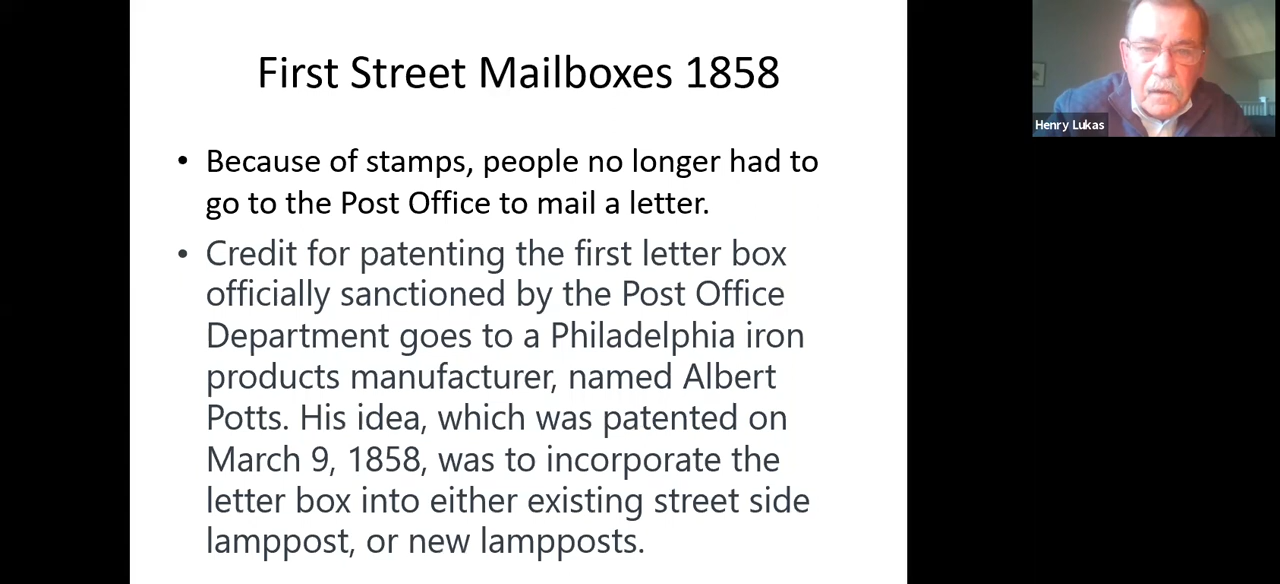 First Street Mailboxes 1858
• Because of stamps, people no longer had to
go to the Post Office to mail a letter.
• Credit for patenting the first letter box
officially sanctioned by the Post Office
Department goes to a Philadelphia iron
products manufacturer, named Albert
Potts. His idea, which was patented on
March 9, 1858, was to incorporate the
letter box into either existing street side
lamppost, or new lampposts.
Henry Lukas